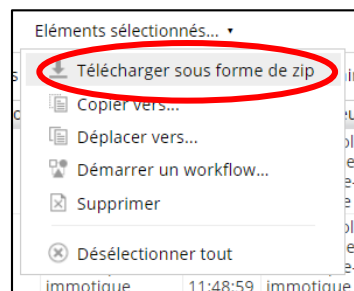 Eléments sélectionnés...
Télécharger sous forme de zip
Copier vers...
Déplacer vers...
Démarrer un workflow...
Supprimer
Désélectionner tout
immotique 11:48:59 immotique